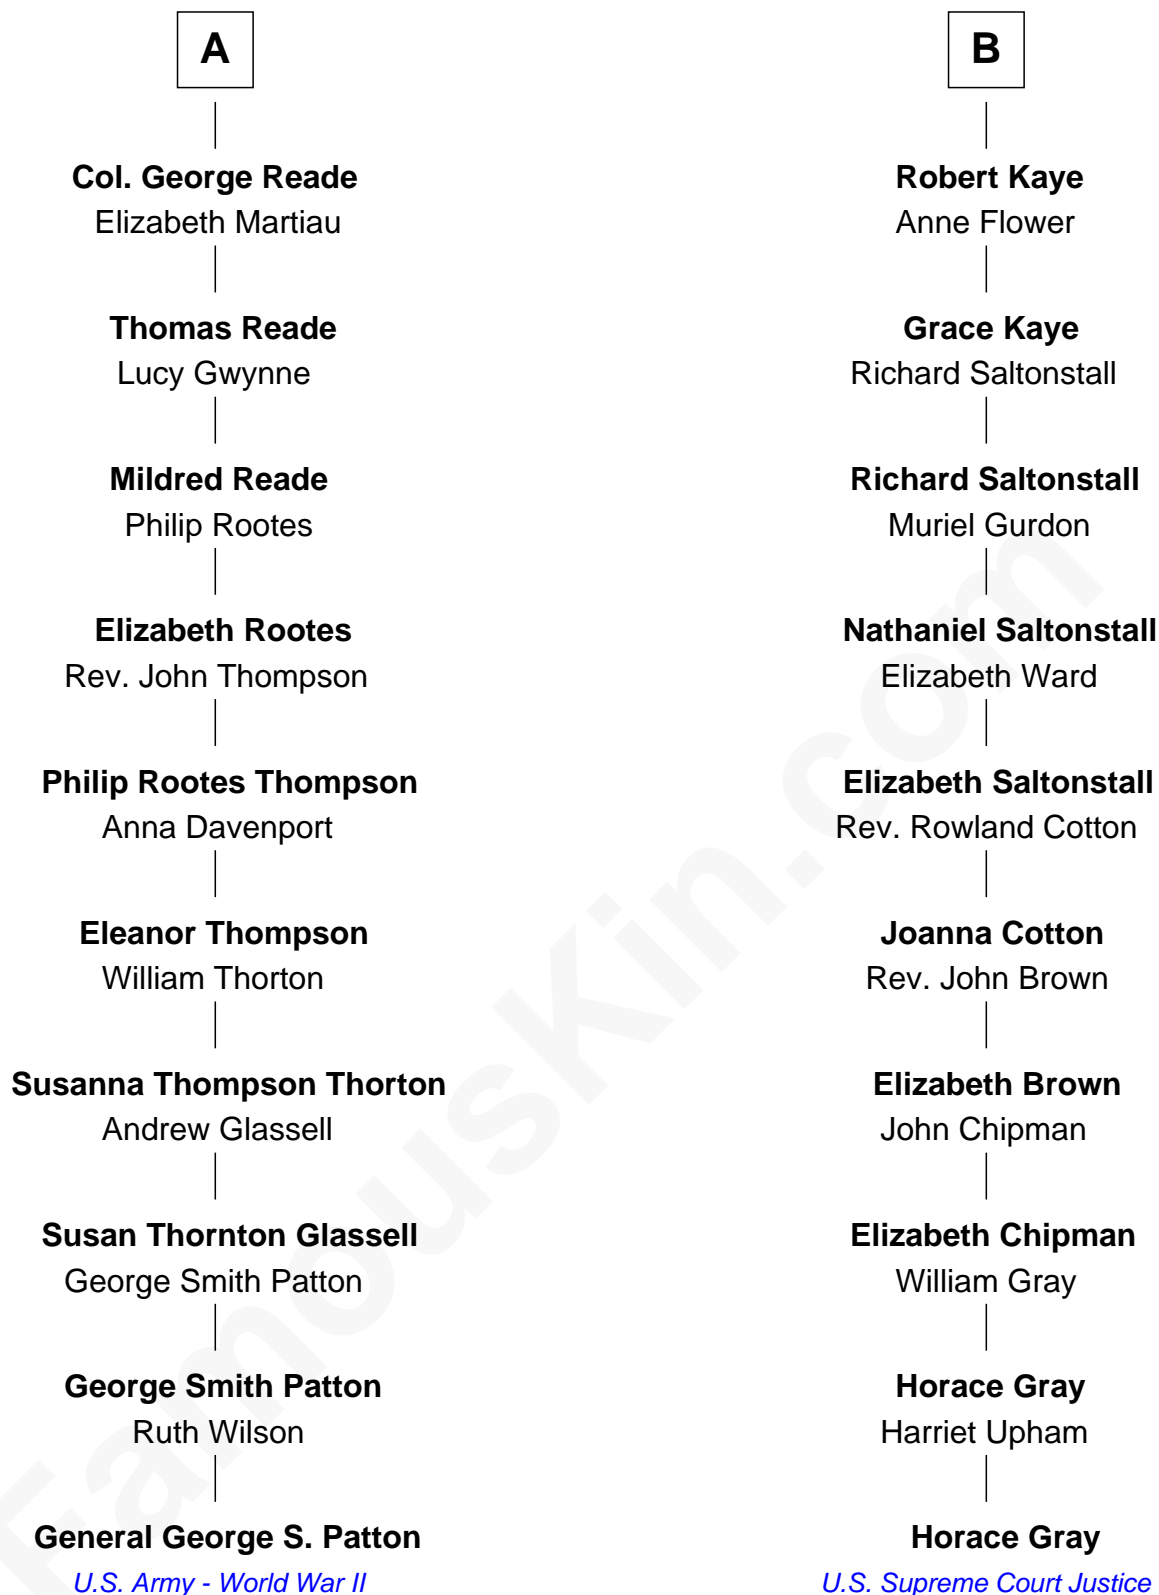 A
Col. George Reade
Elizabeth Martiau
Thomas Reade
Lucy Gwynne
Mildred Reade
Philip Rootes
Elizabeth Rootes
Rev. John Thompson
Philip Rootes Thompson
Anna Davenport
Eleanor Thompson
William Thorton
Susanna Thompson Thorton
Andrew Glassell
Susan Thornton Glassell
George Smith Patton
George Smith Patton
Ruth Wilson
General George S. Patton
U.S. Army - World War II
B
Robert Kaye
Anne Flower
Grace Kaye
Richard Saltonstall
Richard Saltonstall
Muriel Gurdon
Nathaniel Saltonstall
Elizabeth Ward
Elizabeth Saltonstall
Rev. Rowland Cotton
Joanna Cotton
Rev. John Brown
Elizabeth Brown
John Chipman
Elizabeth Chipman
William Gray
Horace Gray
Harriet Upham
Horace Gray
U.S. Supreme Court Justice
FamousKin.com